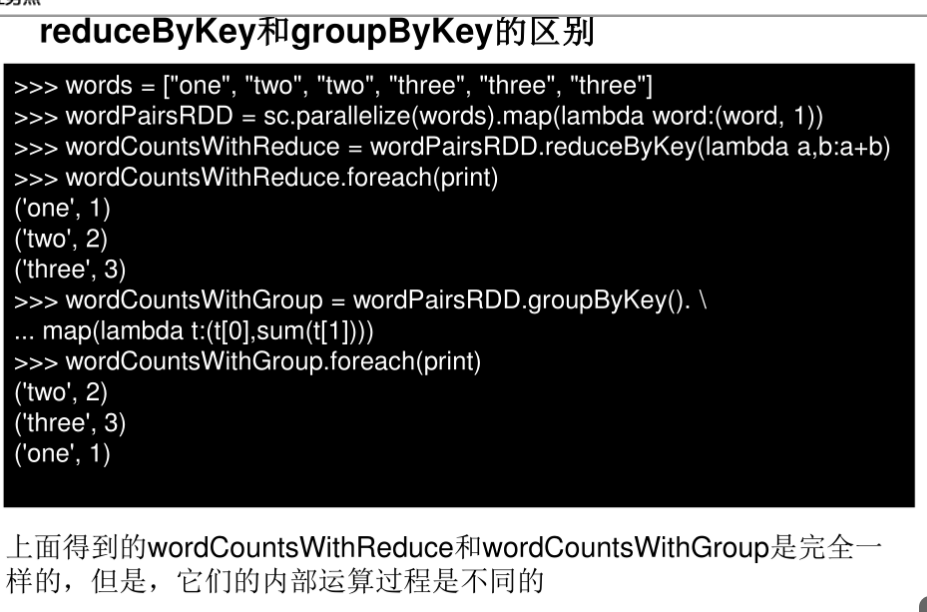 reduceByKey和groupByKey的区别
>>> words = ["one", "two", "two", "three", "three", "three"]
>>> wordPairsRDD = sc.parallelize(words).map(lambda word:(word, 1))
>>> wordCountsWithReduce = wordPairsRDD.reduceByKey(lambda a,b:a+b)
>>> wordCountsWithReduce.foreach(print)
('one', 1)
('two', 2)
('three', 3)
>>> wordCountsWithGroup = wordPairsRDD.groupByKey(). \
... map(lambda t:(t[0],sum(t[1])))
>>> wordCountsWithGroup.foreach(print)
('two', 2)
('three', 3)
('one', 1)
上面得到的wordCountsWithReduce和wordCountsWithGroup是完全一
样的，但是，它们的内部运算过程是不同的